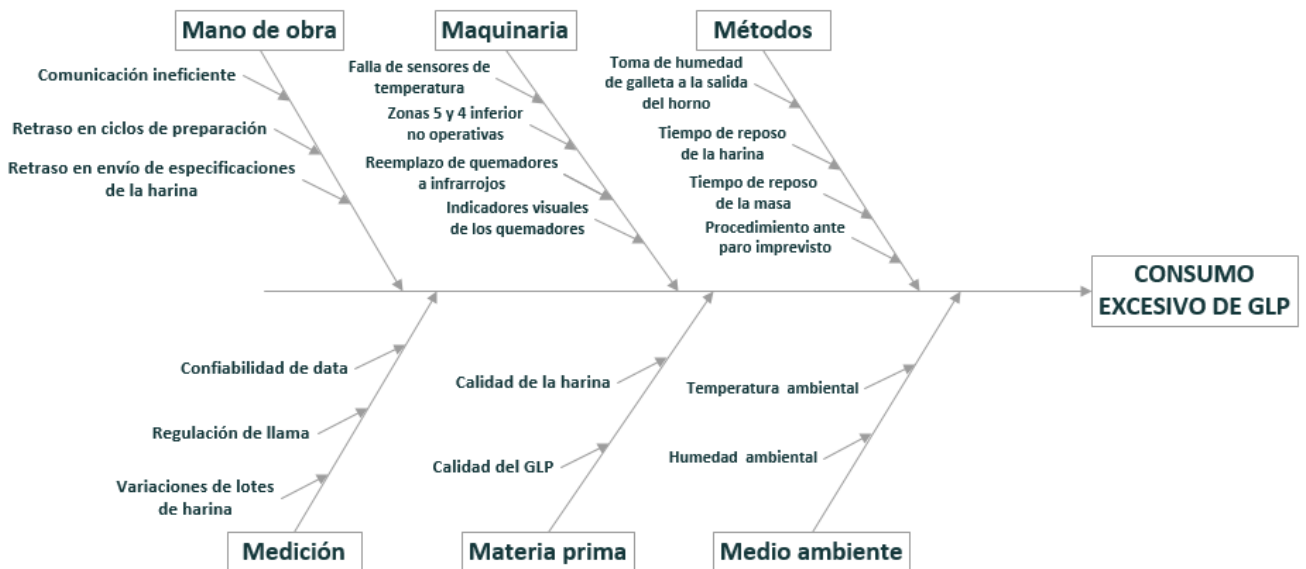 Mano de obra
Maquinaria
Métodos
Comunicación ineficiente
Retraso en ciclos de preparación
Retraso en envío de especificaciones
de la harina
Falla de sensores de
temperatura
Zonas 5 y 4 inferior
no operativas
Reemplazo de quemadores
a infrarrojos
Indicadores visuales
de los quemadores
Toma de humedad
de galleta a la salida
del horno
Tiempo de reposo
de la harina
Tiempo de reposo
de la masa
Procedimiento ante
paro imprevisto
CONSUMO
EXCESIVO DE GLP
Confiabilidad de data
Regulación de llama
Variaciones de lotes
de harina
Calidad de la harina
Calidad del GLP
Temperatura ambiental
Humedad ambiental
Medición
Materia prima
Medio ambiente